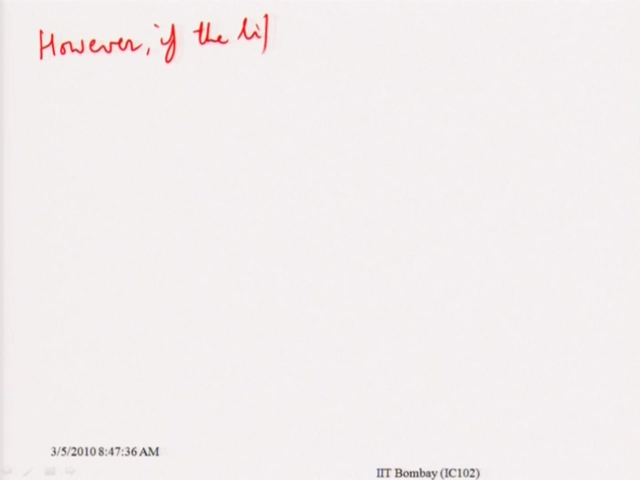 However, if the
3/5/2010 8:47:36 AM
IIT Bombay (IC102)